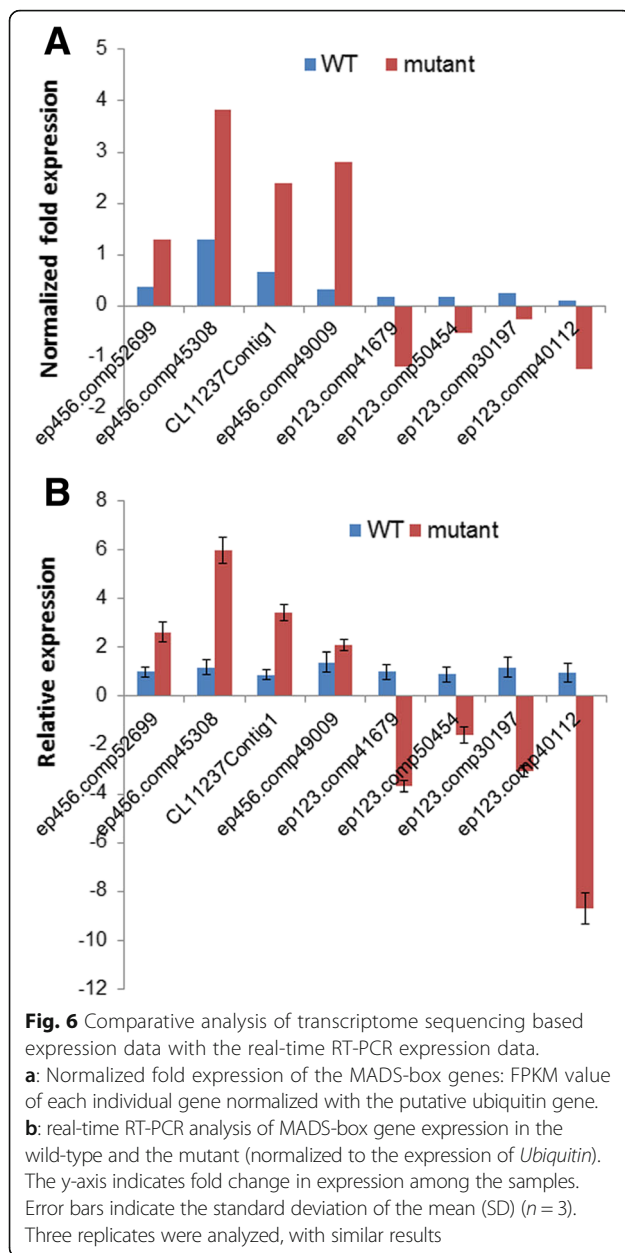 A
WT mutant
Normalized fold expression
5
4
3
2
1
0
-1
-2
ep456.comp52699
ep456.comp45308
CL11237Contig1
ep456.comp49009
ep123.comp41679
ep123.comp50454
ep123.comp30197
ep123.comp40112
B
WT mutant
Relative expression
8
6
4
2
0
-2
-4
-6
-8
-10
-12
ep456.comp52699
ep456.comp45308
CL11237Contig1
ep456.comp49009
ep123.comp41679
ep123.comp50454
ep123.comp30197
ep123.comp40112
Fig. 6 Comparative analysis of transcriptome sequencing based
expression data with the real-time RT-PCR expression data.
a: Normalized fold expression of the MADS-box genes: FPKM value
of each individual gene normalized with the putative ubiquitin gene.
b: real-time RT-PCR analysis of MADS-box gene expression in the
wild-type and the mutant (normalized to the expression of Ubiquitin).
The y-axis indicates fold change in expression among the samples.
Error bars indicate the standard deviation of the mean (SD) (n = 3).
Three replicates were analyzed, with similar results